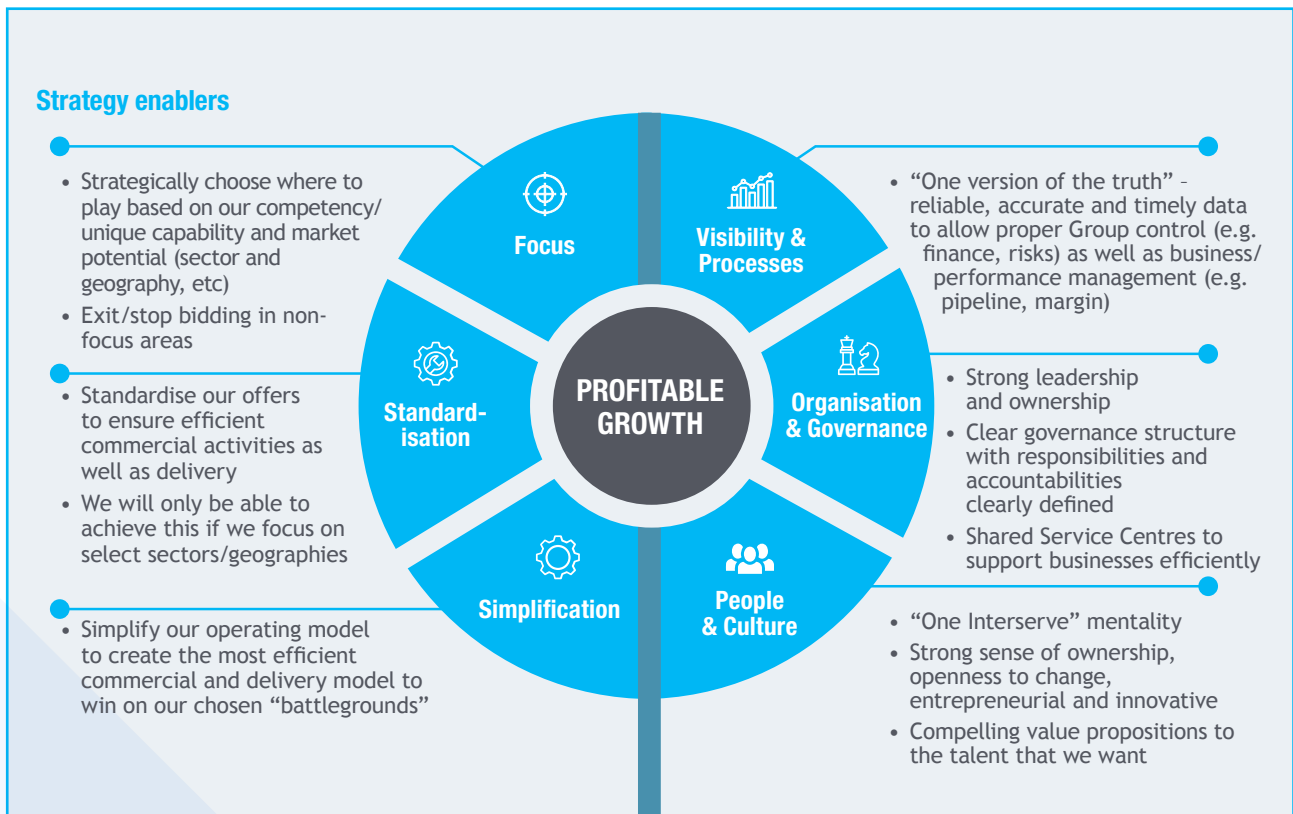 Strategy enablers
• Strategically choose where to
play based on our competency/
unique capability and market
potential (sector and
geography, etc)
• Exit/stop bidding in non-
focus areas
• Standardise our offers
to ensure efficient
commercial activities as
well as delivery
• We will only be able to
achieve this if we focus on
select sectors/geographies
• Simplify our operating model
to create the most efficient
commercial and delivery model to
win on our chosen “battlegrounds”
Focus
Standard-
isation
Simplification
PROFITABLE
GROWTH
Visibility &
Processes
Organisation
& Governance
People
& Culture
• “One version of the truth” –
reliable, accurate and timely data
to allow proper Group control (e.g.
finance, risks) as well as business/
performance management (e.g.
pipeline, margin)
• Strong leadership
and ownership
• Clear governance structure
with responsibilities and
accountabilities
clearly defined
• Shared Service Centres to
support businesses efficiently
• “One Interserve” mentality
• Strong sense of ownership,
openness to change,
entrepreneurial and innovative
• Compelling value propositions to
the talent that we want